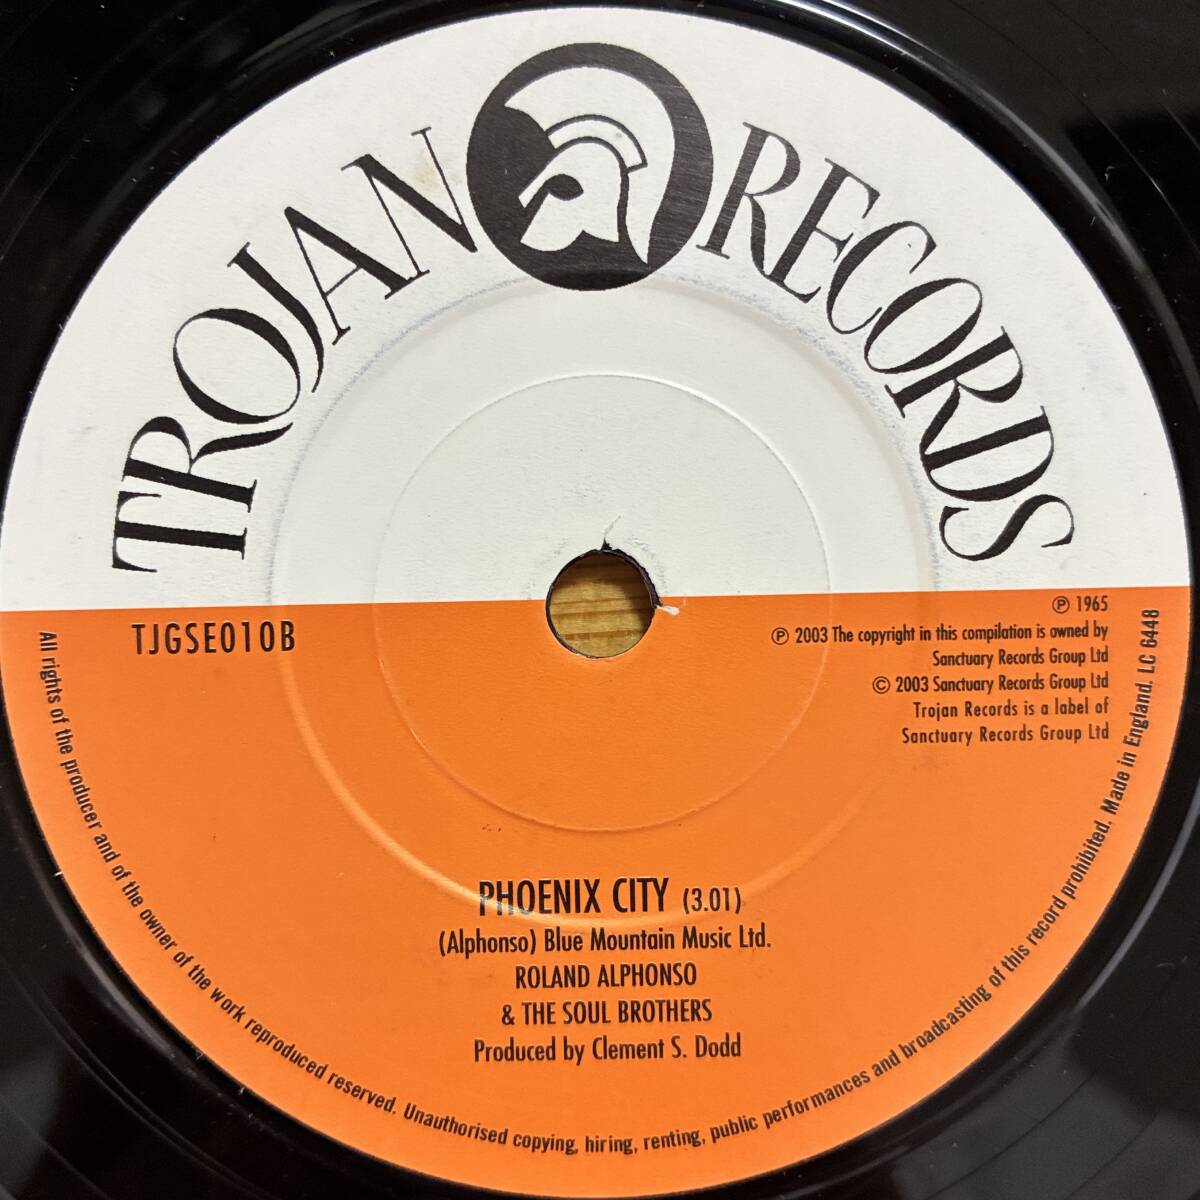 TROJAN RECORDS
TJGSE010B
℗ 1965
℗ 2003 The copyright in this compilation is owned by
Sanctuary Records Group Ltd
© 2003 Sanctuary Records Group Ltd
Trojan Records is a label of
Sanctuary Records Group Ltd
PHOENIX CITY (3.01)
(Alphonso) Blue Mountain Music Ltd.
ROLAND ALPHONSO
& THE SOUL BROTHERS
Produced by Clement S. Dodd
All rights of the producer and of the owner of the work reproduced reserved. Unauthorised copying, hiring, renting, public performances and broadcasting of this record prohibited. Made in England. LC 6448